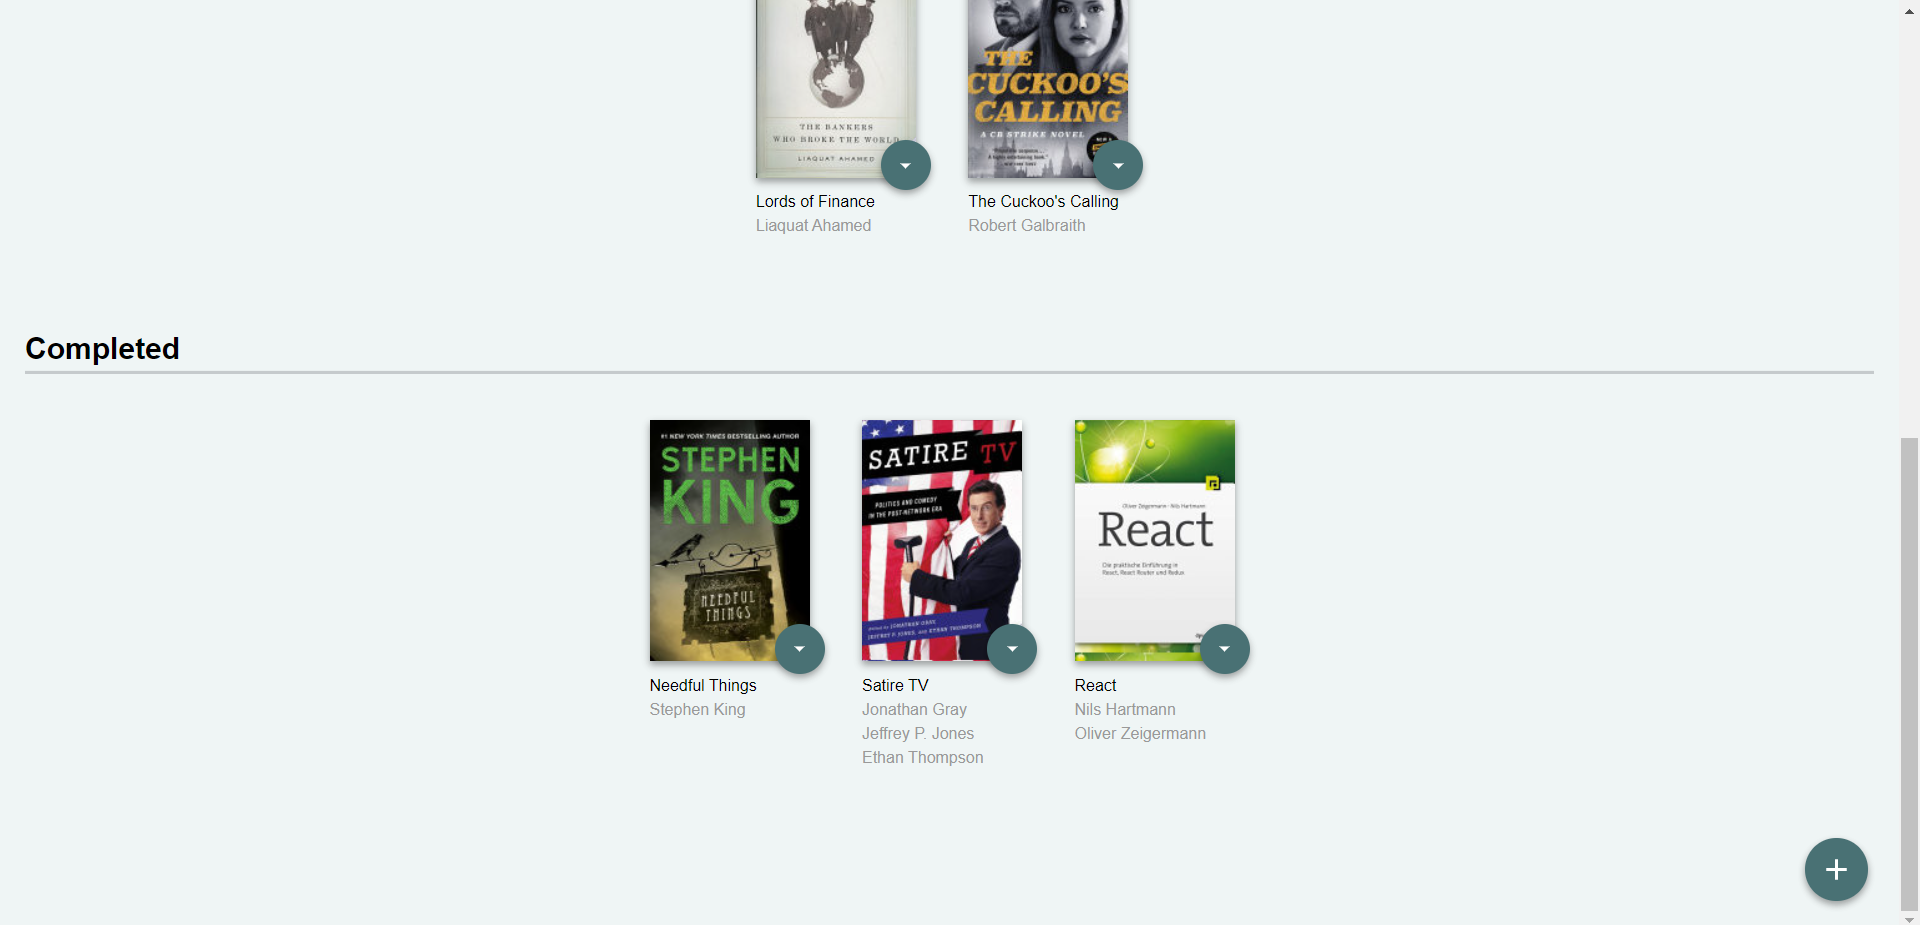 THE BANKERS
WHO BROKE THE WORLD
LIAQUAT AHAMED
THE
CUCKOO'S
CALLING
A CB STRIKE NOVEL
Lords of Finance
Liaquat Ahamed
The Cuckoo's Calling
Robert Galbraith
Completed
#1 NEW YORK TIMES BESTSELLING AUTHOR
STEPHEN
KING
NEEDFUL
THINGS
SATIRE TV
POLITICS AND COMEDY
IN THE POST-NETWORK ERA
edited by JONATHAN GRAY,
JEFFREY P. JONES, AND ETHAN THOMPSON
Oliver Zeigermann · Nils Hartmann
React
Die praktische Einführung in
React, React Router und Redux
Needful Things
Stephen King
Satire TV
Jonathan Gray
Jeffrey P. Jones
Ethan Thompson
React
Nils Hartmann
Oliver Zeigermann